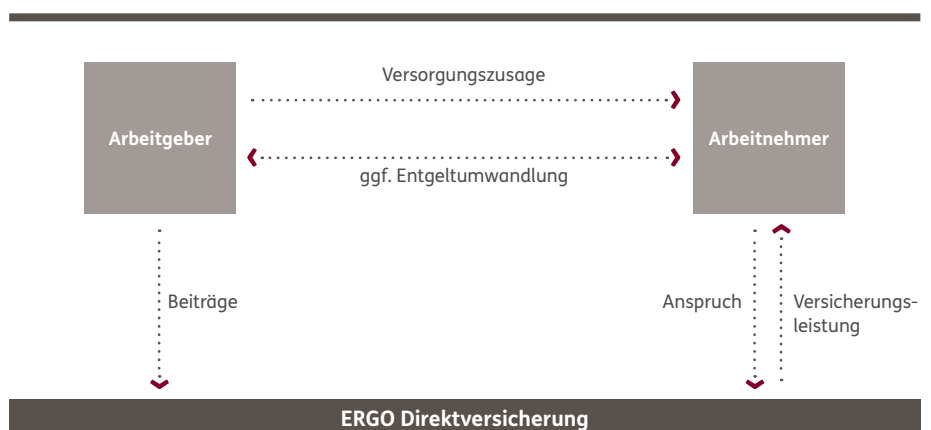 Versorgungszusage
Arbeitgeber
Arbeitnehmer
ggf. Entgeltumwandlung
Beiträge
Anspruch
Versicherungs-
leistung
ERGO Direktversicherung